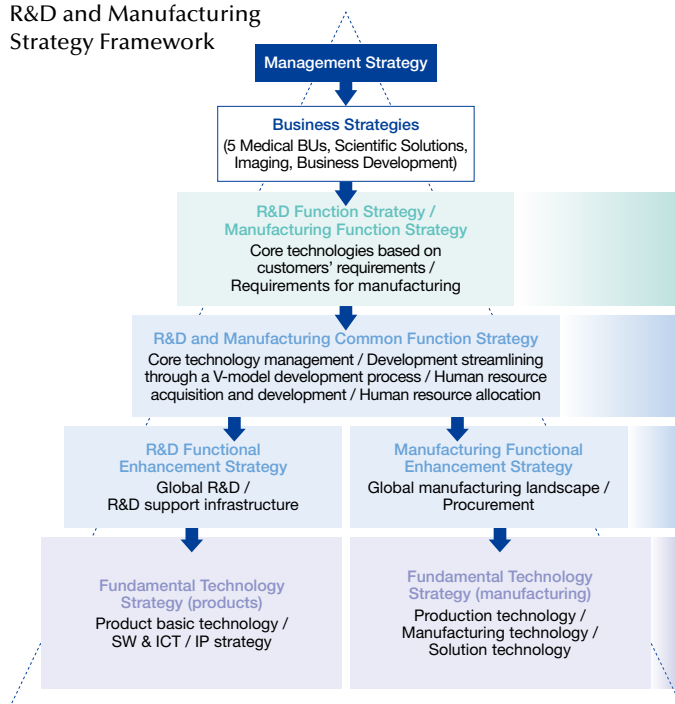 R&D and Manufacturing
Strategy Framework
Management Strategy
Business Strategies
(5 Medical BUs, Scientific Solutions,
Imaging, Business Development)
R&D Function Strategy /
Manufacturing Function Strategy
Core technologies based on
customers' requirements /
Requirements for manufacturing
R&D and Manufacturing Common Function Strategy
Core technology management / Development streamlining
through a V-model development process / Human resource
acquisition and development / Human resource allocation
R&D Functional
Enhancement Strategy
Global R&D /
R&D support infrastructure
Manufacturing Functional
Enhancement Strategy
Global manufacturing landscape /
Procurement
Fundamental Technology
Strategy (products)
Product basic technology /
SW & ICT / IP strategy
Fundamental Technology
Strategy (manufacturing)
Production technology /
Manufacturing technology /
Solution technology